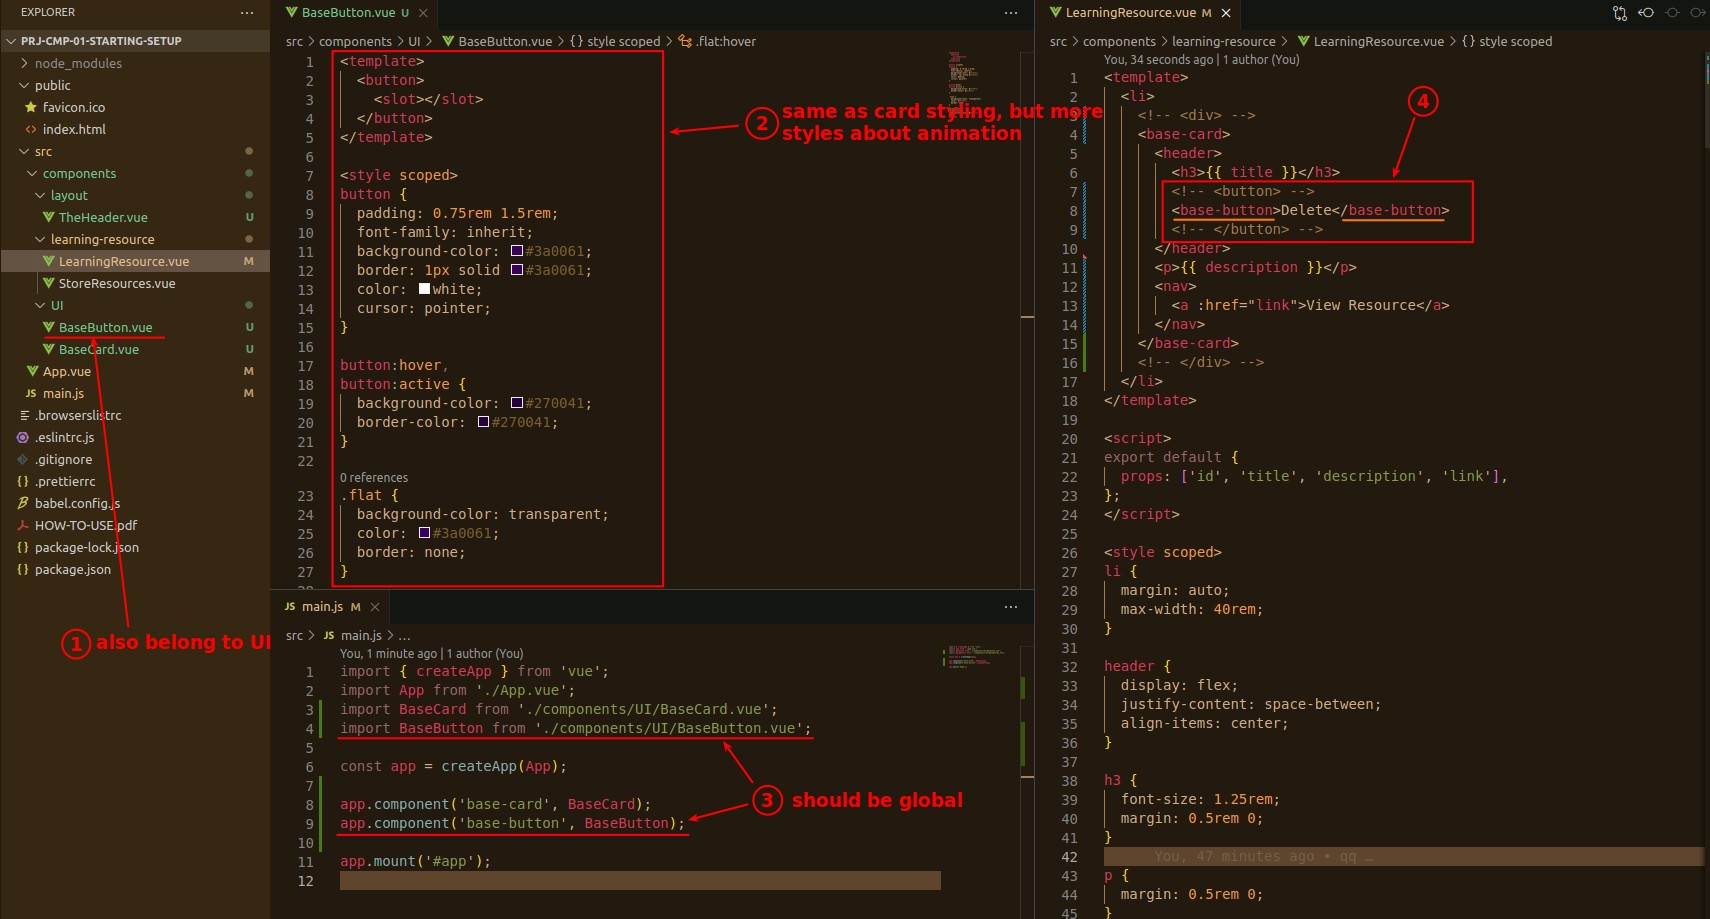 EXPLORER
PRJ-CMP-01-STARTING-SETUP
node_modules
public
favicon.ico
index.html
src
components
layout
TheHeader.vue U
learning-resource
LearningResource.vue M
StoreResources.vue
UI
BaseButton.vue U
BaseCard.vue U
App.vue M
JS main.js M
.browserslistrc
.eslintrc.js
.gitignore
{} .prettierrc
babel.config.js
HOW-TO-USE.pdf
{} package-lock.json
{} package.json
1 also belong to UI
BaseButton.vue U
src > components > UI > BaseButton.vue > {} style scoped > .flat:hover
1 <template>
2 <button>
3 <slot></slot>
4 </button>
5 </template>
6
7 <style scoped>
8 button {
9 padding: 0.75rem 1.5rem;
10 font-family: inherit;
11 background-color: #3a0061;
12 border: 1px solid #3a0061;
13 color: white;
14 cursor: pointer;
15 }
16
17 button:hover,
18 button:active {
19 background-color: #270041;
20 border-color: #270041;
21 }
22
0 references
23 .flat {
24 background-color: transparent;
25 color: #3a0061;
26 border: none;
27 }
2 same as card styling, but more
styles about animation
JS main.js M
src > JS main.js > ...
You, 1 minute ago | 1 author (You)
1 import { createApp } from 'vue';
2 import App from './App.vue';
3 import BaseCard from './components/UI/BaseCard.vue';
4 import BaseButton from './components/UI/BaseButton.vue';
5
6 const app = createApp(App);
7
8 app.component('base-card', BaseCard);
9 app.component('base-button', BaseButton);
10
11 app.mount('#app');
12
3 should be global
LearningResource.vue M
src > components > learning-resource > LearningResource.vue > {} style scoped
You, 34 seconds ago | 1 author (You)
1 <template>
2 <li>
<!-- <div> -->
4 <base-card>
5 <header>
6 <h3>{{ title }}</h3>
7 <!-- <button> -->
8 <base-button>Delete</base-button>
9 <!-- </button> -->
10 </header>
11 <p>{{ description }}</p>
12 <nav>
13 <a :href="link">View Resource</a>
14 </nav>
15 </base-card>
16 <!-- </div> -->
17 </li>
18 </template>
19
20 <script>
21 export default {
22 props: ['id', 'title', 'description', 'link'],
23 };
24 </script>
25
26 <style scoped>
27 li {
28 margin: auto;
29 max-width: 40rem;
30 }
31
32 header {
33 display: flex;
34 justify-content: space-between;
35 align-items: center;
36 }
37
38 h3 {
39 font-size: 1.25rem;
40 margin: 0.5rem 0;
41 }
42 You, 47 minutes ago • qq …
43 p {
44 margin: 0.5rem 0;
45 }
4